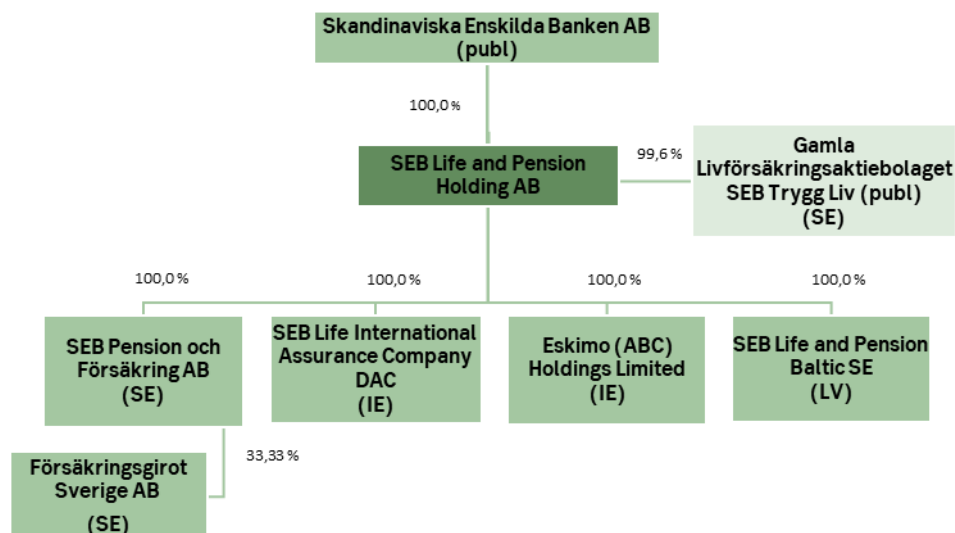 Skandinaviska Enskilda Banken AB
(publ)
100,0 %
SEB Life and Pension
Holding AB
99,6 %
Gamla
Livförsäkringsaktiebolaget
SEB Trygg Liv (publ)
(SE)
100,0 %
100,0 %
100,0 %
100,0 %
SEB Pension och
Försäkring AB
(SE)
SEB Life International
Assurance Company
DAC
(IE)
Eskimo (ABC)
Holdings Limited
(IE)
SEB Life and Pension
Baltic SE
(LV)
33,33 %
Försäkringsgirot
Sverige AB
(SE)